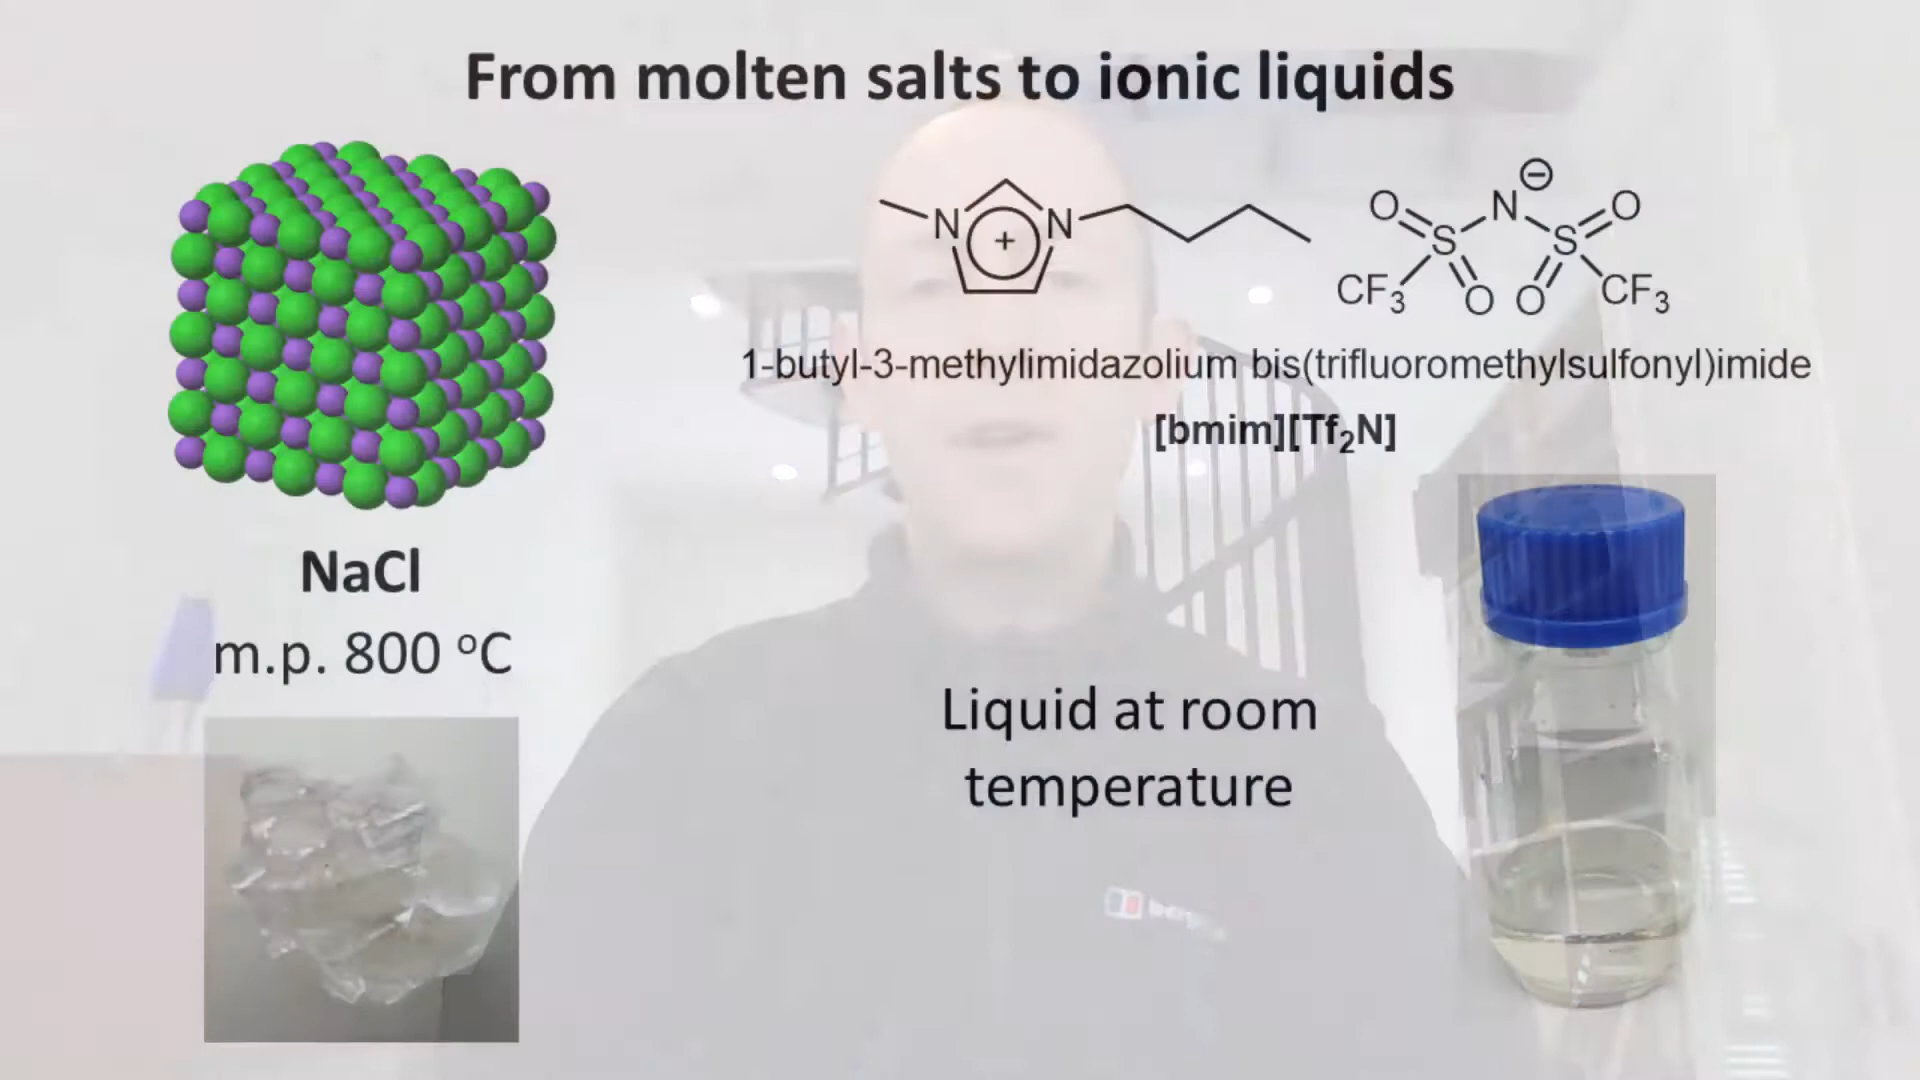 From molten salts to ionic liquids
N + N
⊖
O N O
S S
CF₃ O O CF₃
1-butyl-3-methylimidazolium bis(trifluoromethylsulfonyl)imide
[bmim][Tf₂N]
NaCl
m.p. 800 °C
Liquid at room
temperature